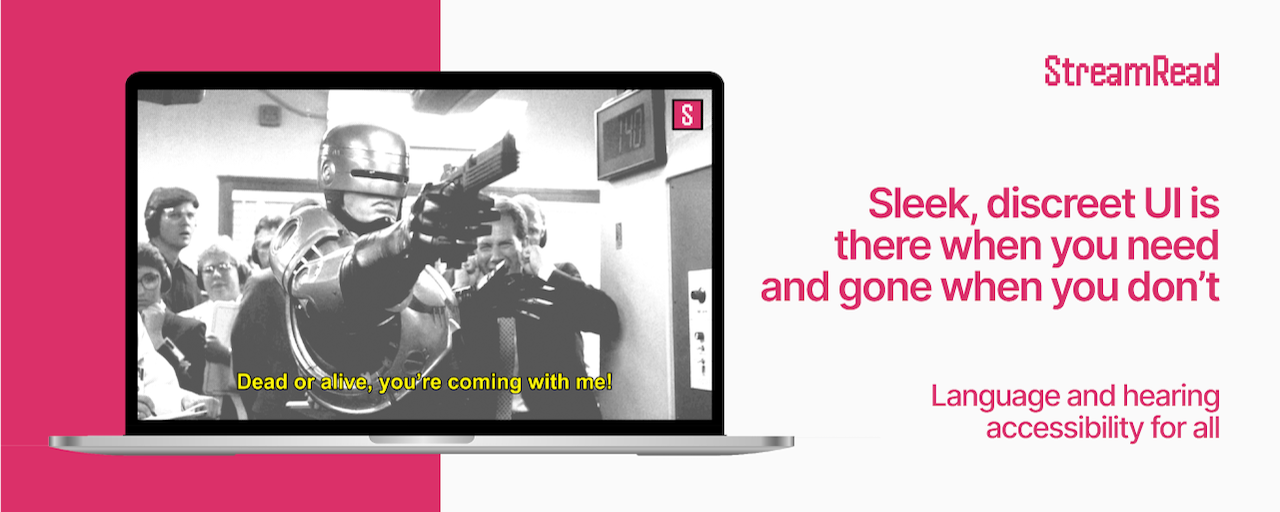 StreamRead
S
140
Sleek, discreet UI is
there when you need
and gone when you don’t
Dead or alive, you’re coming with me!
Language and hearing
accessibility for all